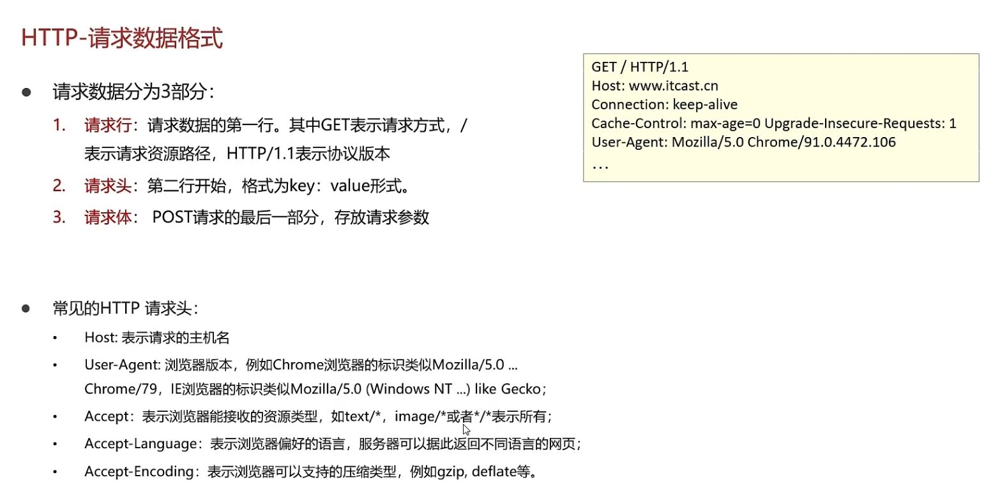 HTTP-请求数据格式
请求数据分为3部分：
1. 请求行：请求数据的第一行。其中GET表示请求方式，/
表示请求资源路径，HTTP/1.1表示协议版本
2. 请求头：第二行开始，格式为key：value形式。
3. 请求体： POST请求的最后一部分，存放请求参数
GET / HTTP/1.1
Host: www.itcast.cn
Connection: keep-alive
Cache-Control: max-age=0 Upgrade-Insecure-Requests: 1
User-Agent: Mozilla/5.0 Chrome/91.0.4472.106
...
常见的HTTP 请求头：
Host: 表示请求的主机名
User-Agent: 浏览器版本，例如Chrome浏览器的标识类似Mozilla/5.0 ...
Chrome/79，IE浏览器的标识类似Mozilla/5.0 (Windows NT ...) like Gecko；
Accept：表示浏览器能接收的资源类型，如text/*，image/*或者*/*表示所有；
Accept-Language：表示浏览器偏好的语言，服务器可以据此返回不同语言的网页；
Accept-Encoding：表示浏览器可以支持的压缩类型，例如gzip, deflate等。